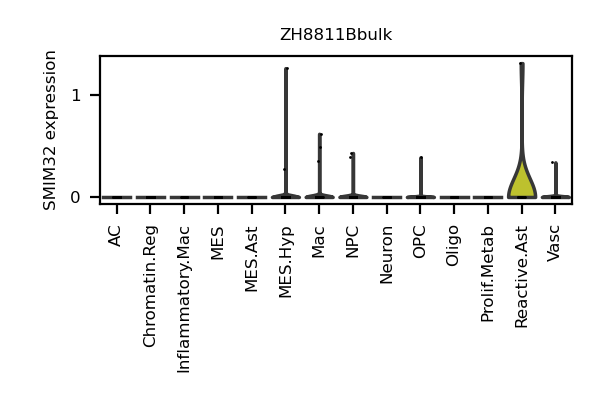 ZH8811Bbulk
SMIM32 expression
1
0
AC
Chromatin.Reg
Inflammatory.Mac
MES
MES.Ast
MES.Hyp
Mac
NPC
Neuron
OPC
Oligo
Prolif.Metab
Reactive.Ast
Vasc